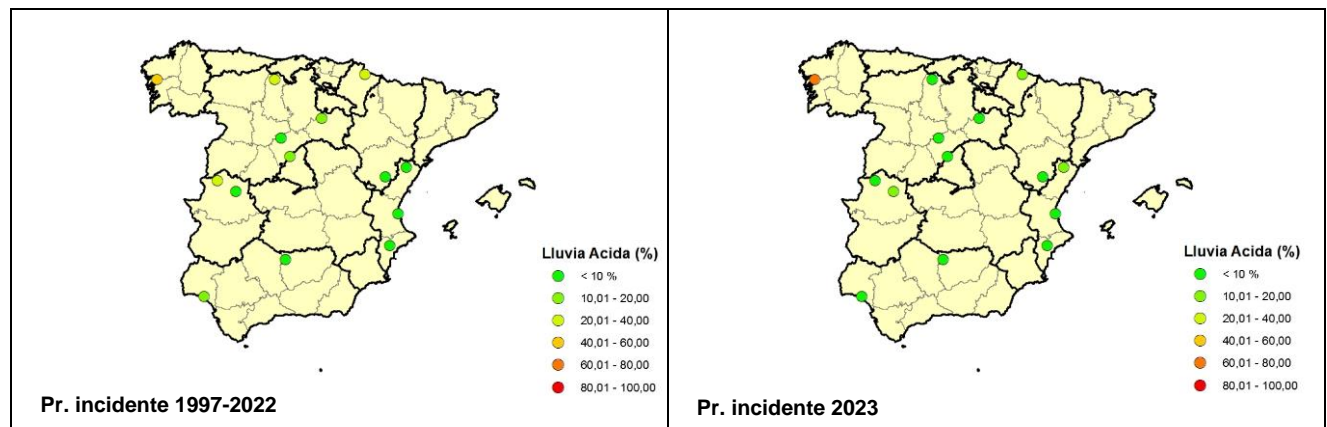 Lluvia Acida (%)
< 10 %
10,01 - 20,00
20,01 - 40,00
40,01 - 60,00
60,01 - 80,00
80,01 - 100,00
Pr. incidente 1997-2022
Lluvia Acida (%)
< 10 %
10,01 - 20,00
20,01 - 40,00
40,01 - 60,00
60,01 - 80,00
80,01 - 100,00
Pr. incidente 2023